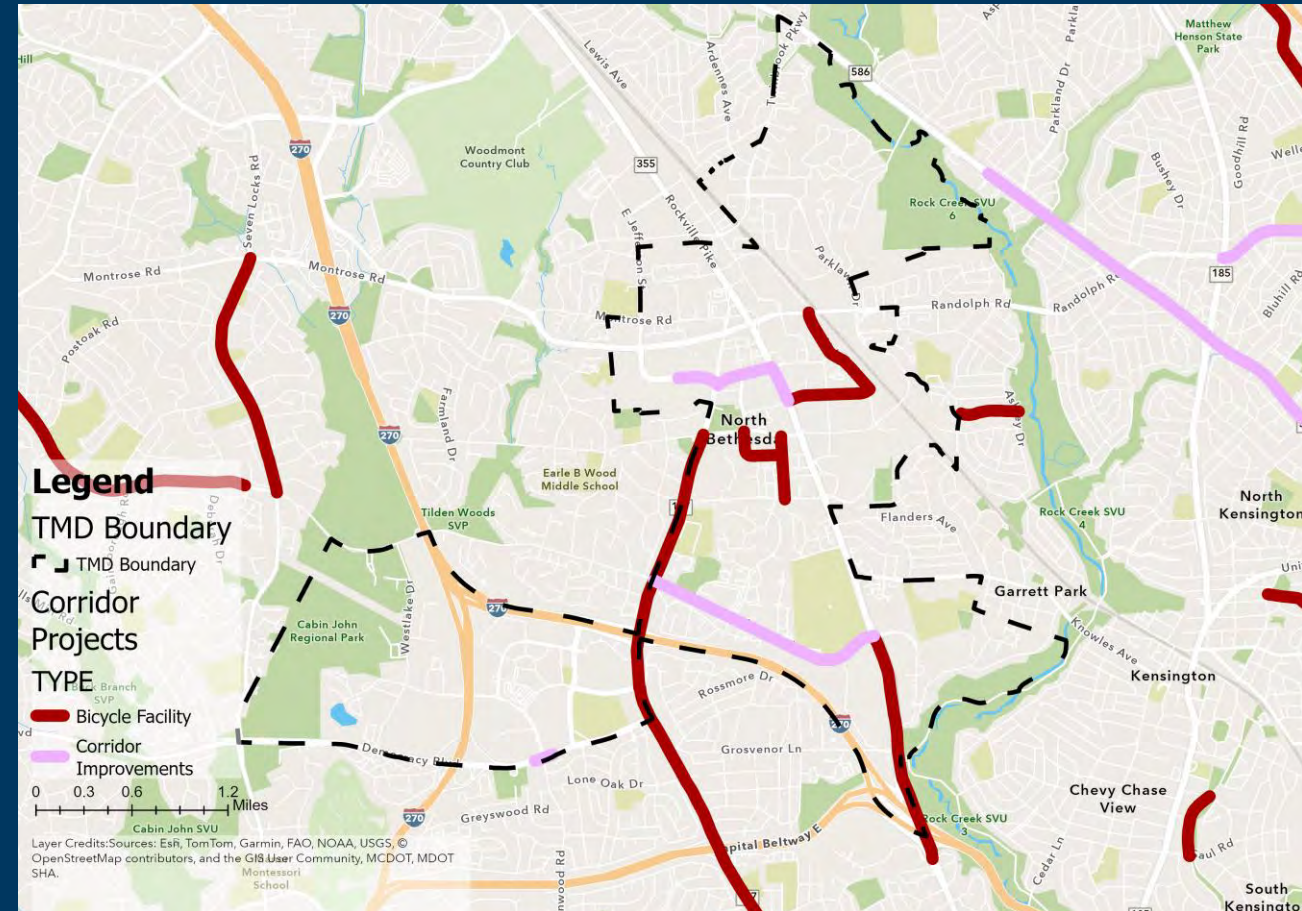 Matthew
Henson State
Park
Lewis Ave
Ardennes Ave
586
Parkland Dr
Bushey Dr
Goodhill Rd
270
Woodmont
Country Club
355
Seven Locks Rd
E Jefferson St
Rockville Pike
Rock Creek SVU
6
Montrose Rd
Montrose Rd
Parklawn Dr
185
Randolph Rd
Randolph Rd
Bluhill Rd
270
Postoak Rd
Montrose Rd
Farmland Dr
270
North
Bethesda
Earle B Wood
Middle School
Tilden Woods
SVP
Flanders Ave
Rock Creek SVU
4
North
Kensington
Legend
TMD Boundary
TMD Boundary
Corridor
Projects
TYPE
Bicycle Facility
Corridor
Improvements
0 0.3 0.6 1.2
Miles
Westlake Dr
270
Cabin John
Regional Park
Garrett Park
Knowles Ave
Kensington
Rossmore Dr
270
Grosvenor Ln
Democracy Blvd
Lone Oak Dr
Greyswood Rd
270
Chevy Chase
View
Rock Creek SVU
3
Cedar Ln
Saul Rd
South
Kensington
Cabin John SVU
Layer Credits:Sources: Esri, TomTom, Garmin, FAO, NOAA, USGS, ©
OpenStreetMap contributors, and the GIS User Community, MCDOT, MDOT
SHA.
Montessori
School